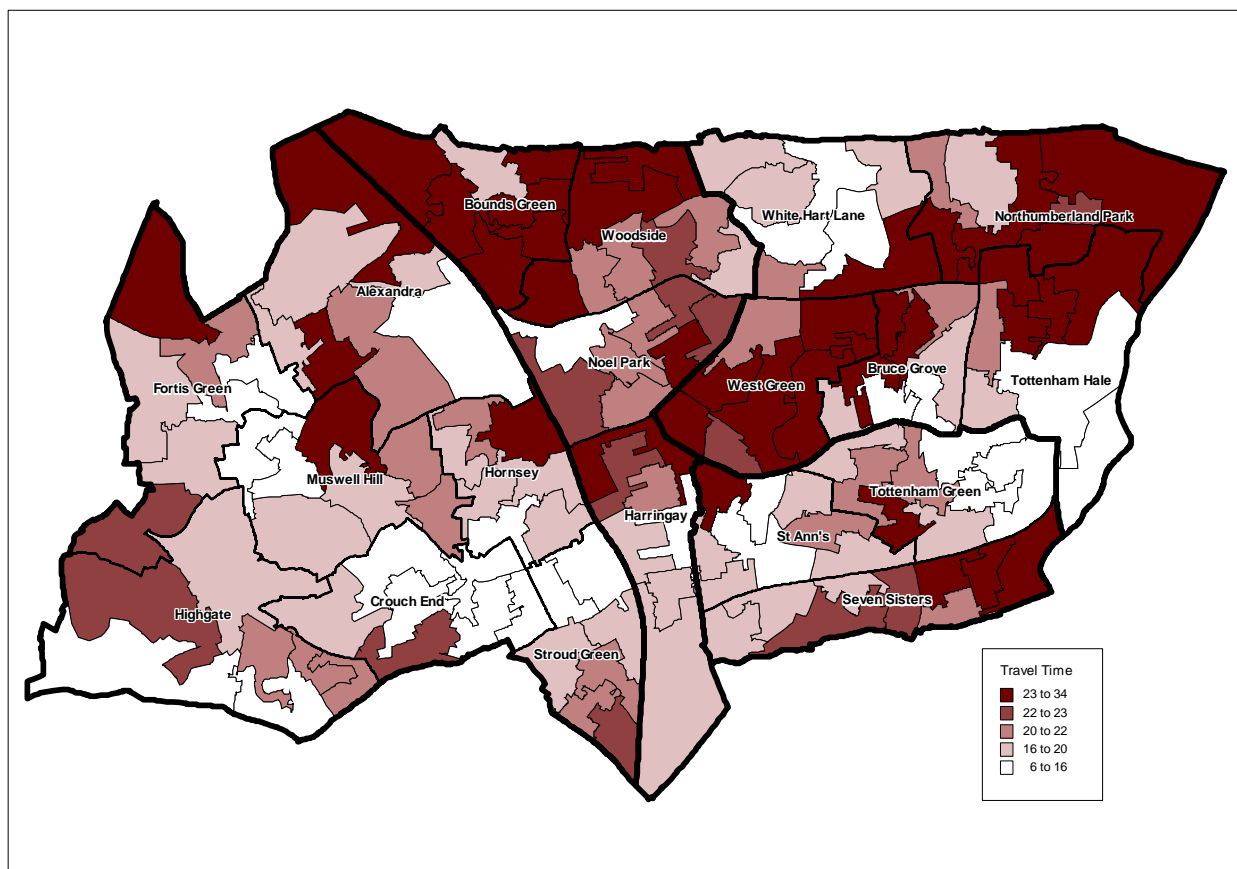 Bounds Green
White Hart Lane
Northumberland Park
Woodside
Alexandra
Noel Park
Bruce Grove
Tottenham Hale
Fortis Green
West Green
Muswell Hill
Hornsey
Tottenham Green
Harringay
St Ann's
Crouch End
Seven Sisters
Highgate
Stroud Green
Travel Time
23 to 34
22 to 23
20 to 22
16 to 20
6 to 16